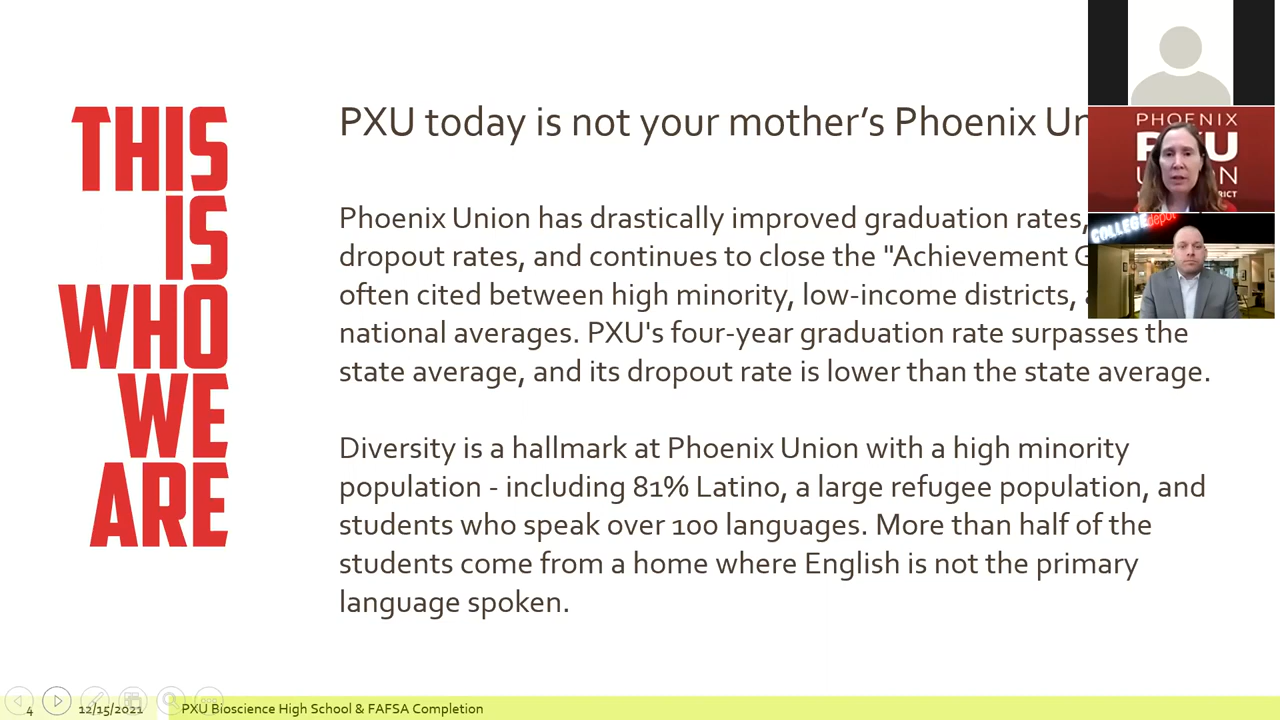 THIS
IS
WHO
WE
ARE
PXU today is not your mother's Phoenix
Phoenix Union has drastically improved graduation rates,
dropout rates, and continues to close the "Achievement
often cited between high minority, low-income districts,
national averages. PXU's four-year graduation rate surpasses the
state average, and its dropout rate is lower than the state average.
Diversity is a hallmark at Phoenix Union with a high minority
population - including 81% Latino, a large refugee population, and
students who speak over 100 languages. More than half of the
students come from a home where English is not the primary
language spoken.
PHOENIX
COLLEGE depot
4 12/15/2021 PXU Bioscience High School & FAFSA Completion